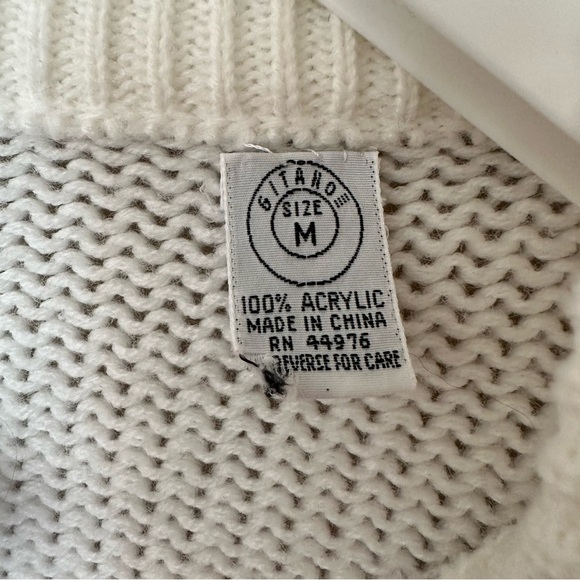 GITANO
SIZE
M
100% ACRYLIC
MADE IN CHINA
RN 44976
REVERSE FOR CARE